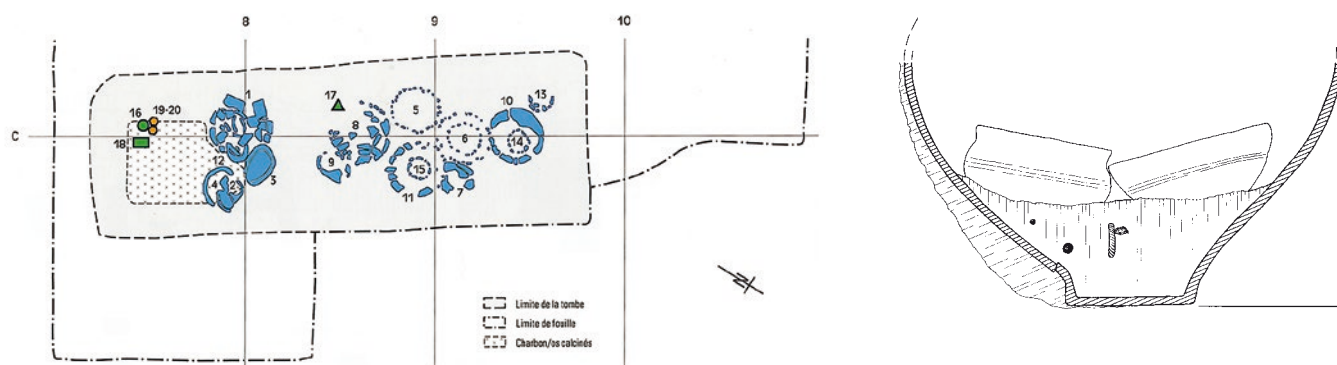 8 9 10
17
16 19-20 1 5 10 13
C 8 6 14
18 12 9 15
3
4 2 11 7
N
Limite de la tombe
Limite de fouille
Charbon/os calcinés